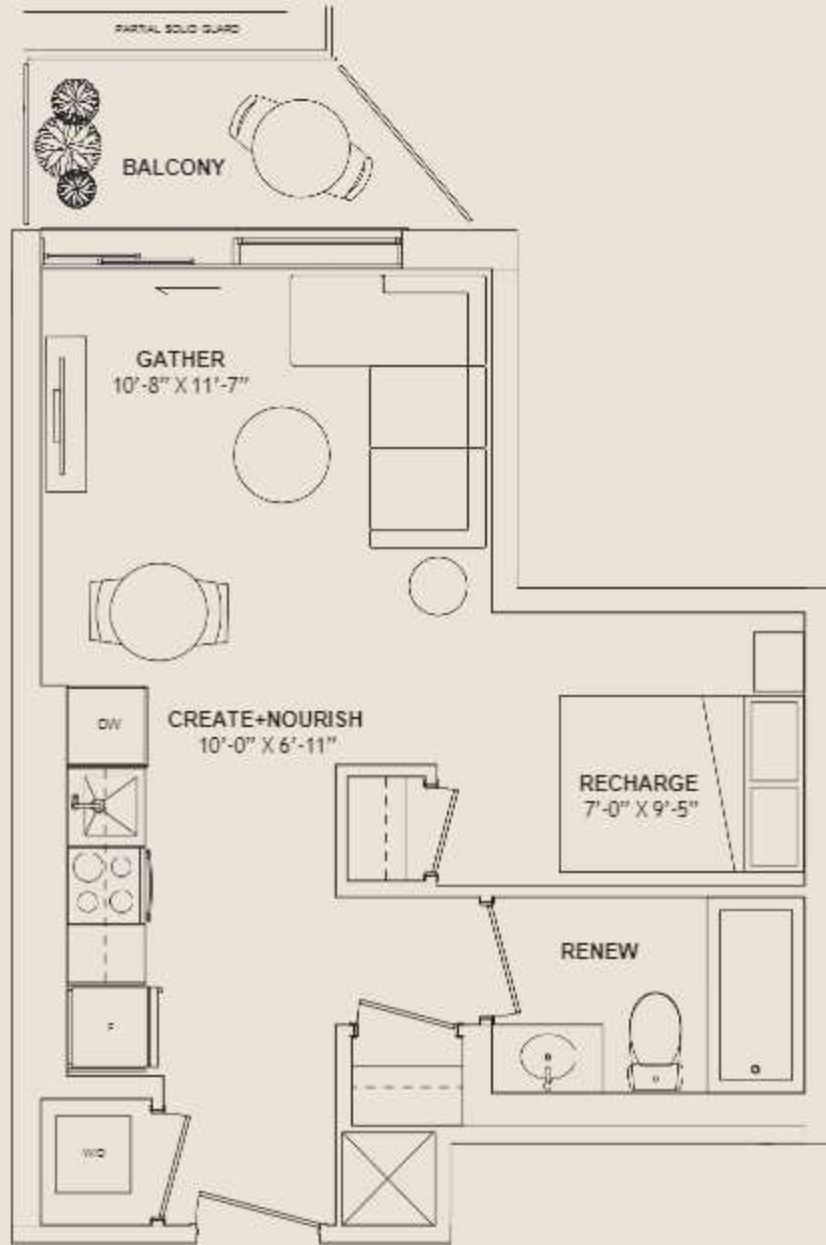 PARTIAL SOLID GUARD
BALCONY
GATHER
10'-8" X 11'-7"
DW
CREATE+NOURISH
10'-0" X 6'-11"
RECHARGE
7'-0" X 9'-5"
RENEW
F
W/D